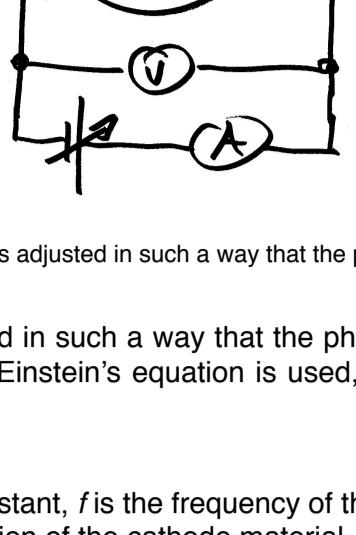 V
A
s adjusted in such a way that the p
d in such a way that the ph
Einstein's equation is used,
stant, f is the frequency of th
tion of the cathode material